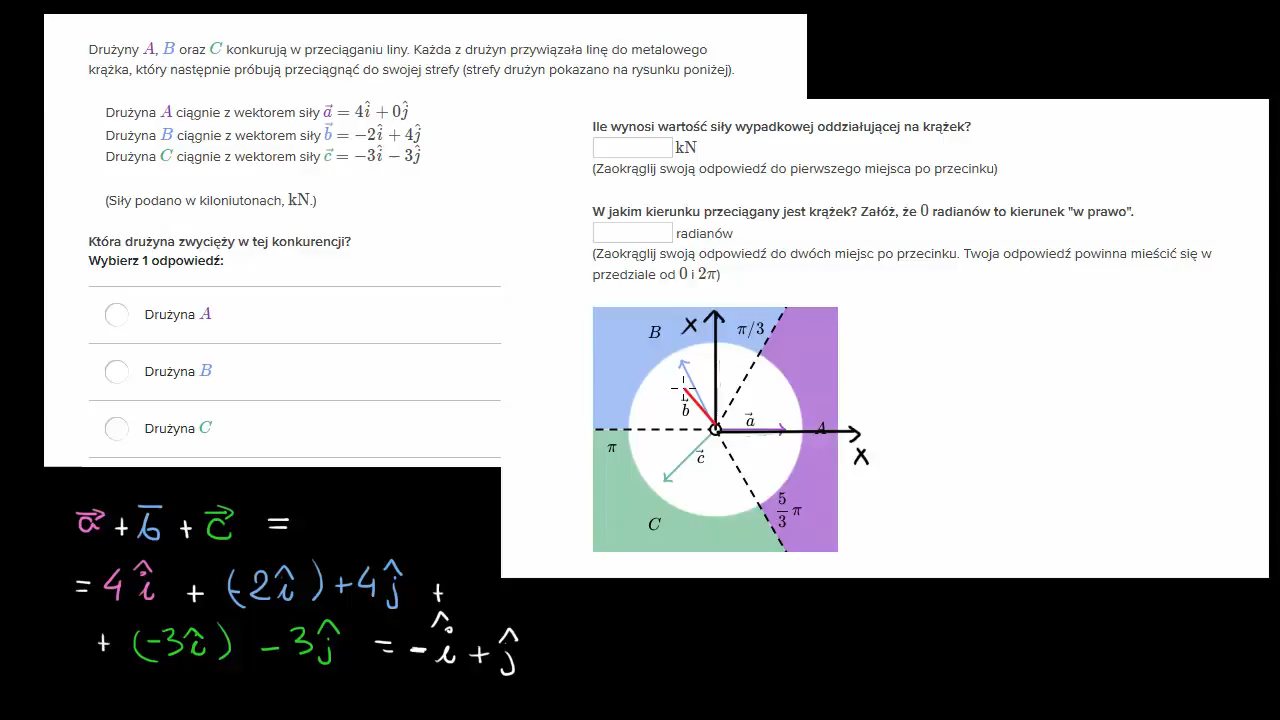 Drużyny A, B oraz C konkurują w przeciąganiu liny. Każda z drużyn przywiązała linę do metalowego
krążka, który następnie próbują przeciągnąć do swojej strefy (strefy drużyn pokazano na rysunku poniżej).
Drużyna A ciągnie z wektorem siły a⃗ = 4î + 0ĵ
Drużyna B ciągnie z wektorem siły b⃗ = −2î + 4ĵ
Drużyna C ciągnie z wektorem siły c⃗ = −3î − 3ĵ
(Siły podano w kiloniutonach, kN.)
Która drużyna zwycięży w tej konkurencji?
Wybierz 1 odpowiedź:
Drużyna A
Drużyna B
Drużyna C
Ile wynosi wartość siły wypadkowej oddziałującej na krążek?
kN
(Zaokrąglij swoją odpowiedź do pierwszego miejsca po przecinku)
W jakim kierunku przeciągany jest krążek? Załóż, że 0 radianów to kierunek "w prawo".
radianów
(Zaokrąglij swoją odpowiedź do dwóch miejsc po przecinku. Twoja odpowiedź powinna mieścić się w
przedziale od 0 i 2π)
B X π/3
b
a⃗ A
π c⃗ X
C 5/3 π
a⃗ + b̅ + c⃗ =
= 4î + (-2î) + 4ĵ +
+ (-3î) - 3ĵ = -î + ĵ